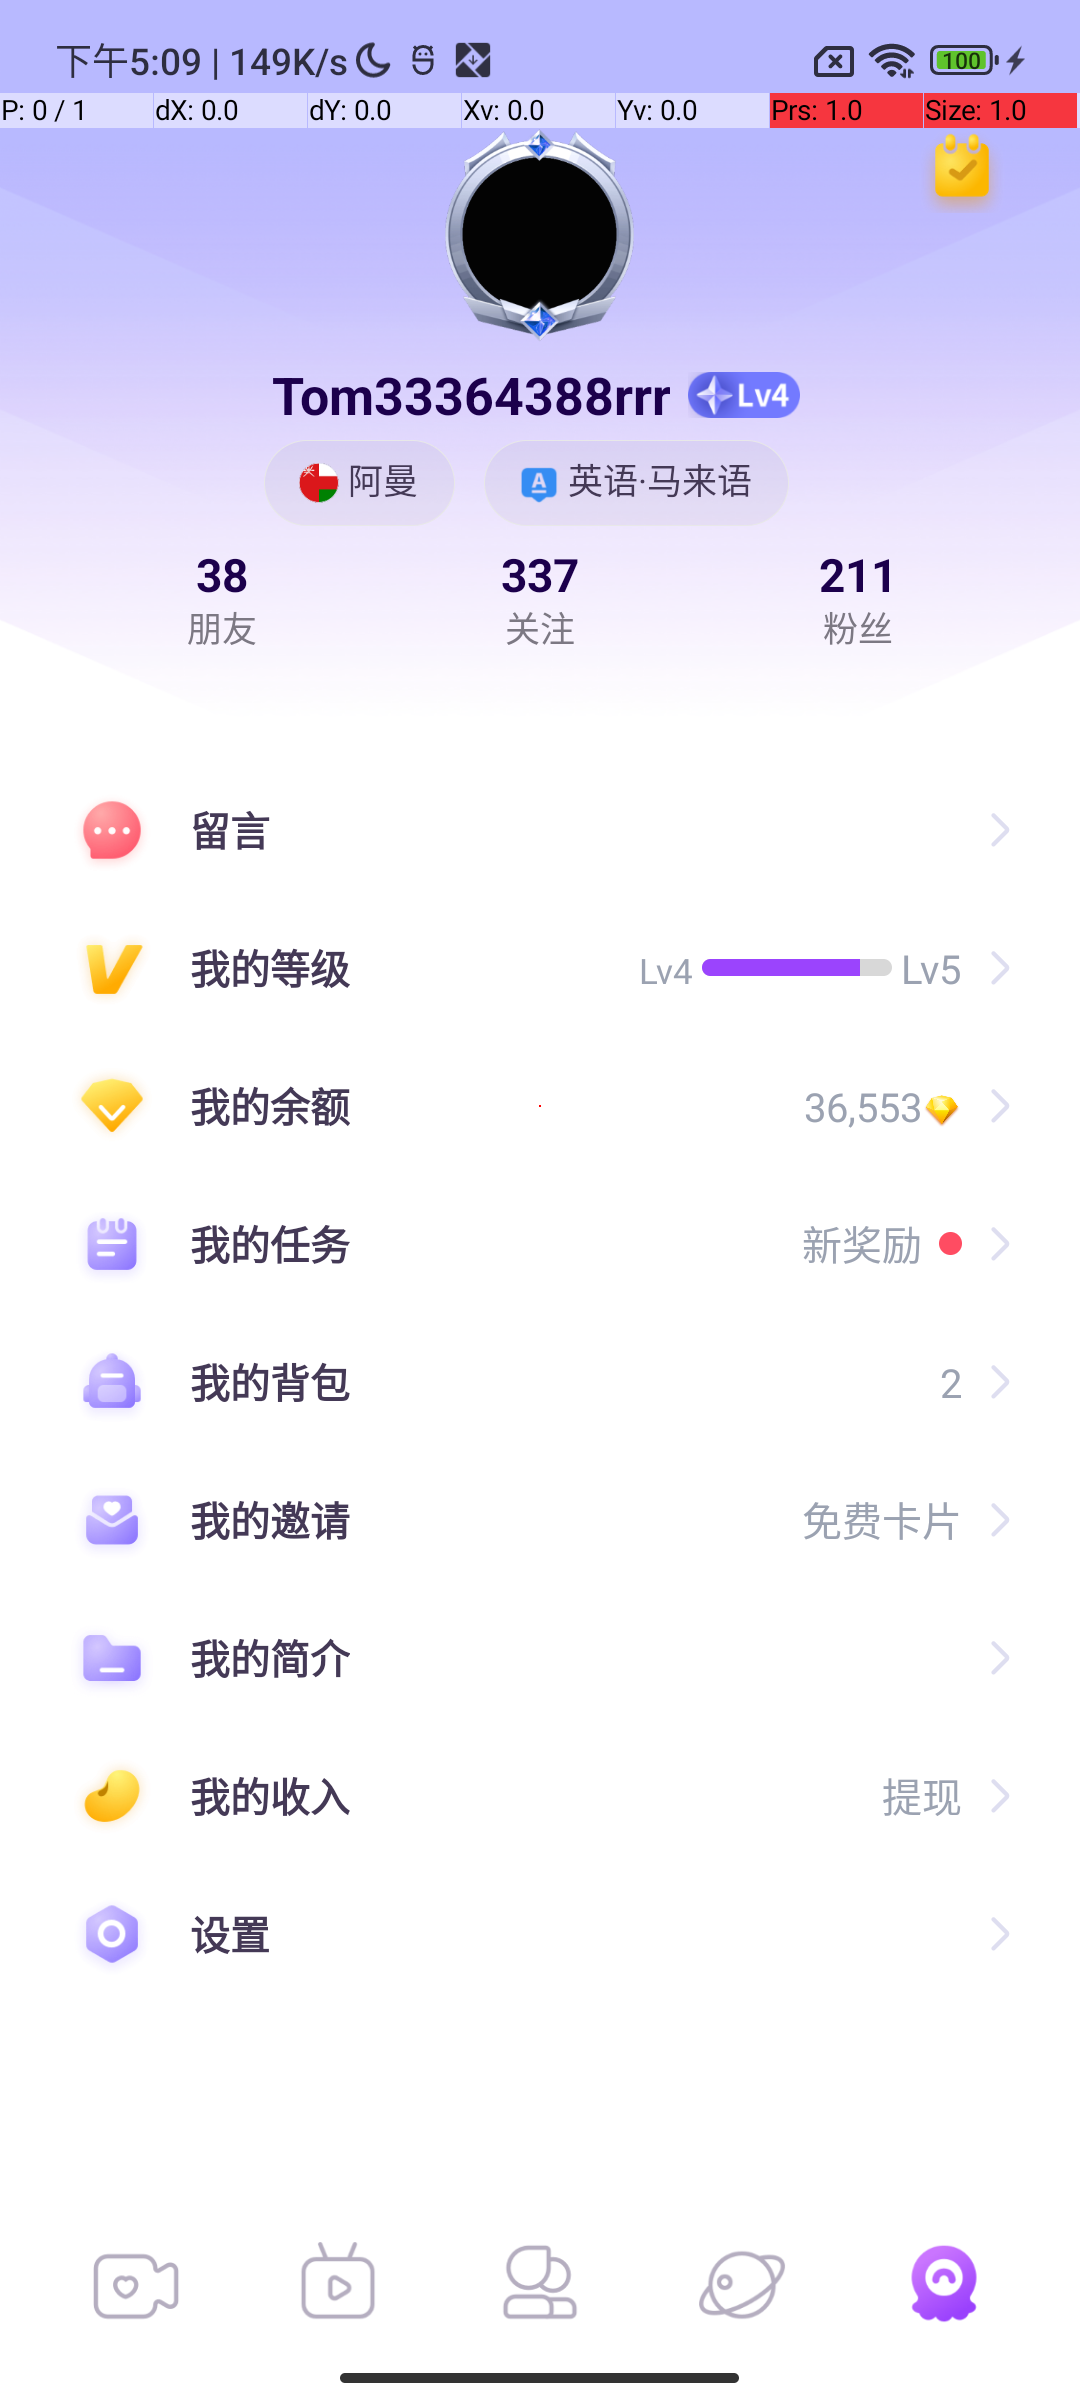 下午5:09 | 149K/s
100
P: 0 / 1 dX: 0.0 dY: 0.0 Xv: 0.0 Yv: 0.0 Prs: 1.0 Size: 1.0
Tom33364388rrr Lv4
阿曼 A 英语·马来语
38 337 211
朋友 关注 粉丝
留言
我的等级 Lv4 Lv5
我的余额 36,553
我的任务 新奖励
我的背包 2
我的邀请 免费卡片
我的简介
我的收入 提现
设置